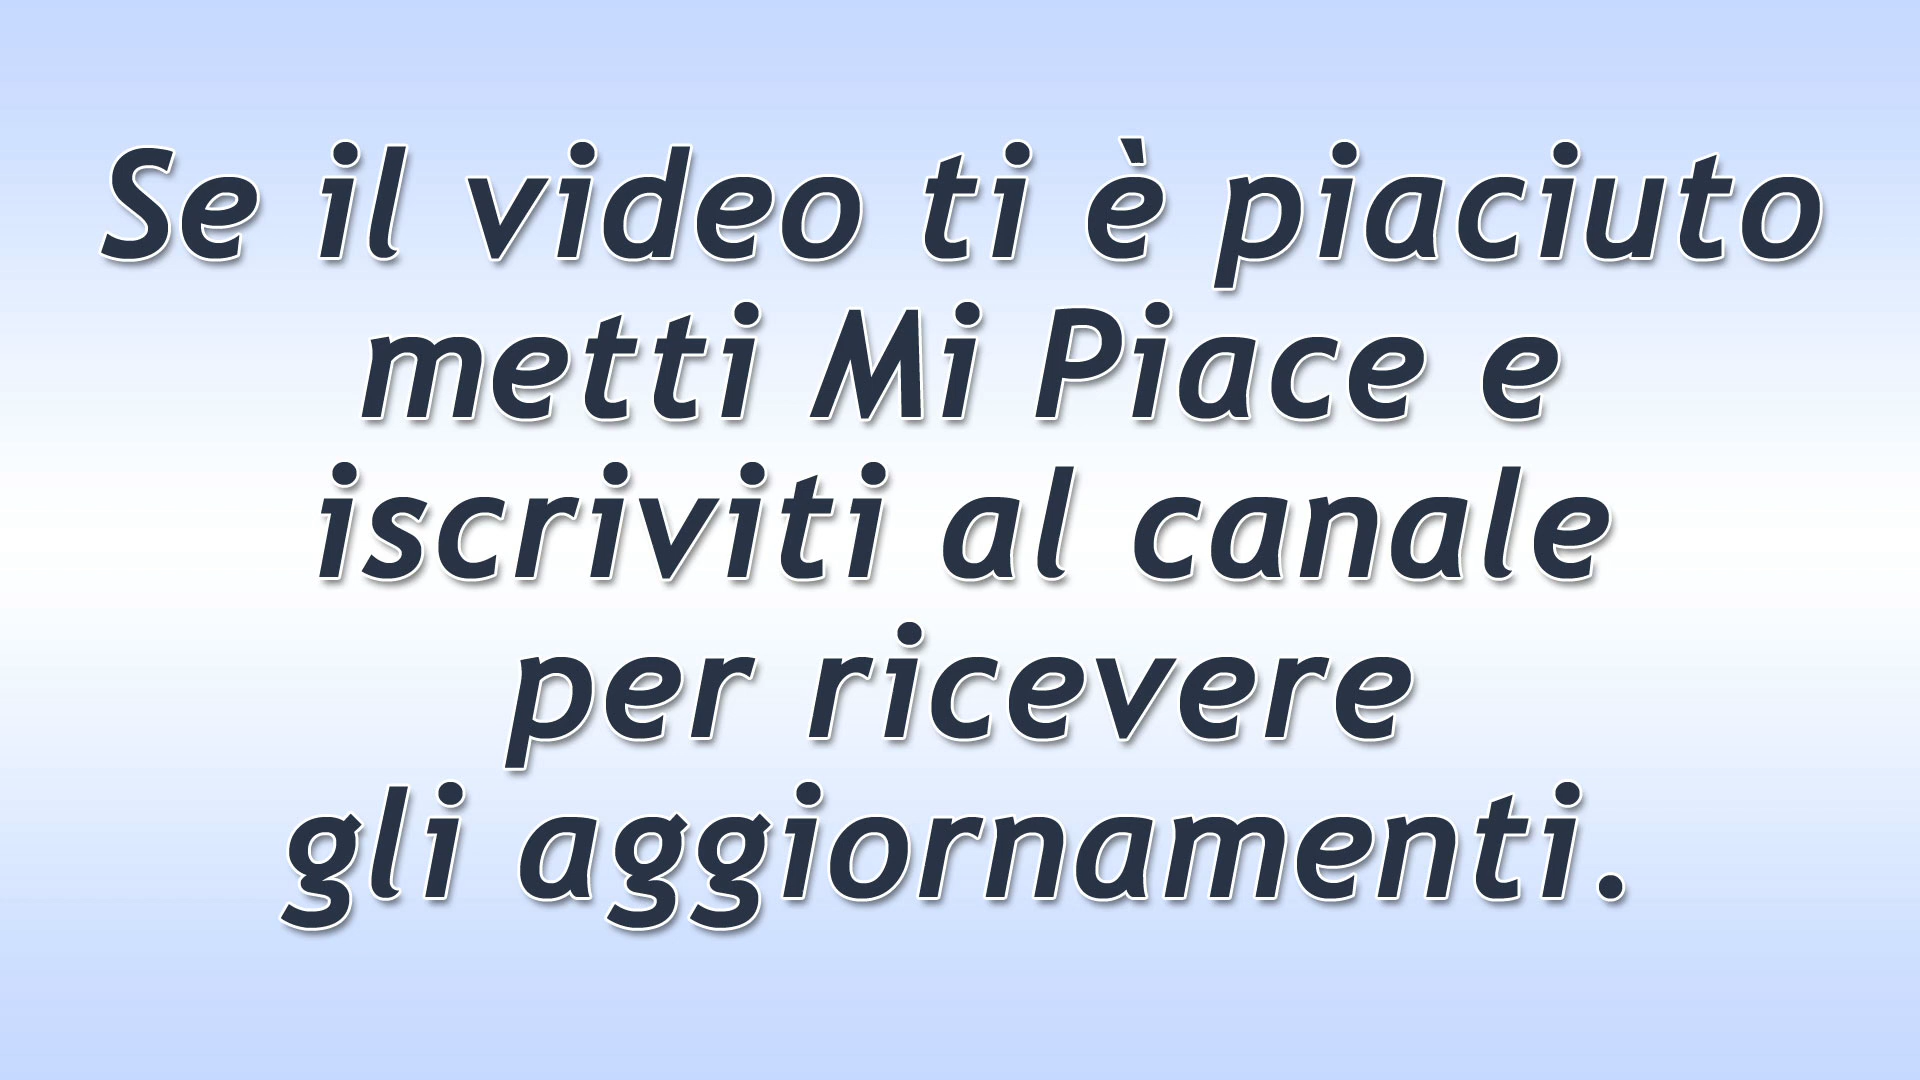 Se il video ti è piaciuto
metti Mi Piace e
iscriviti al canale
per ricevere
gli aggiornamenti.